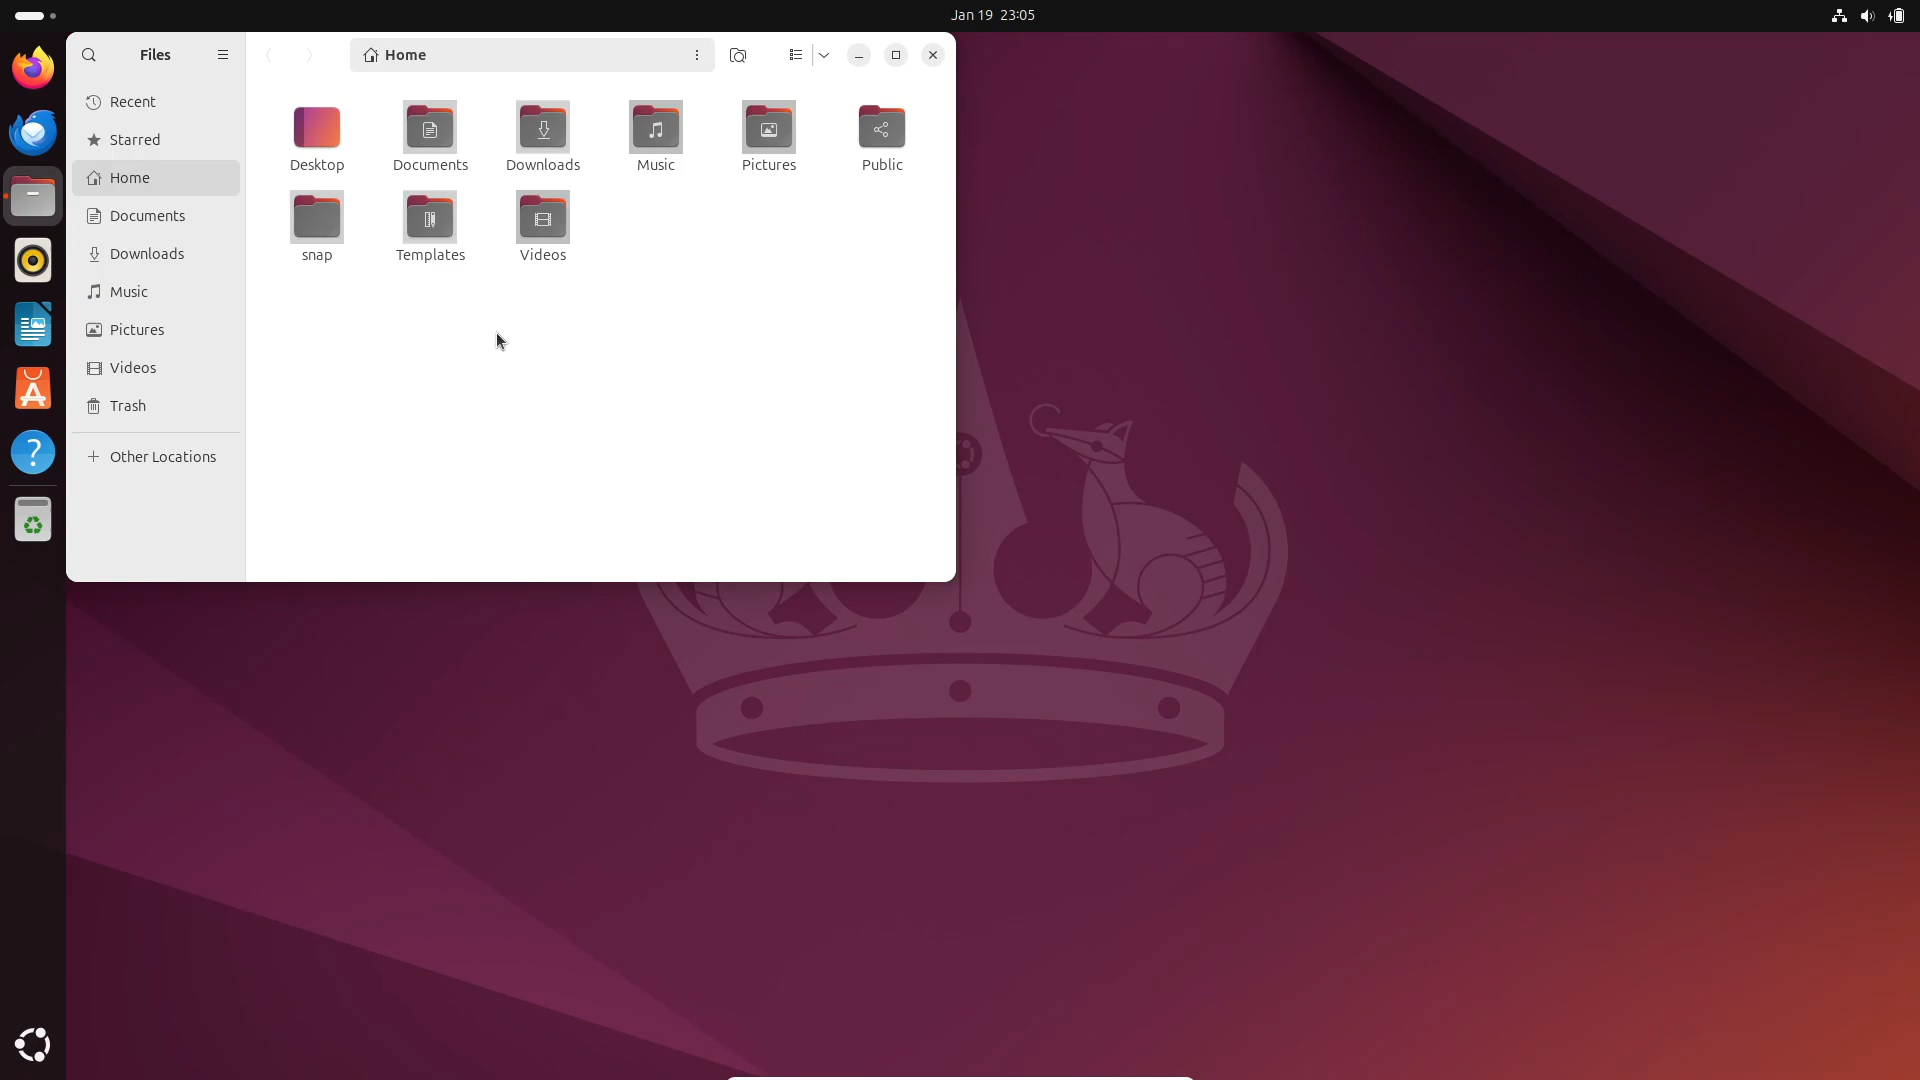 Jan 19 23:05
Files
Home
Recent
Starred
Home
Documents
Downloads
Music
Pictures
Videos
Trash
Other Locations
Desktop
Documents
Downloads
Music
Pictures
Public
snap
Templates
Videos